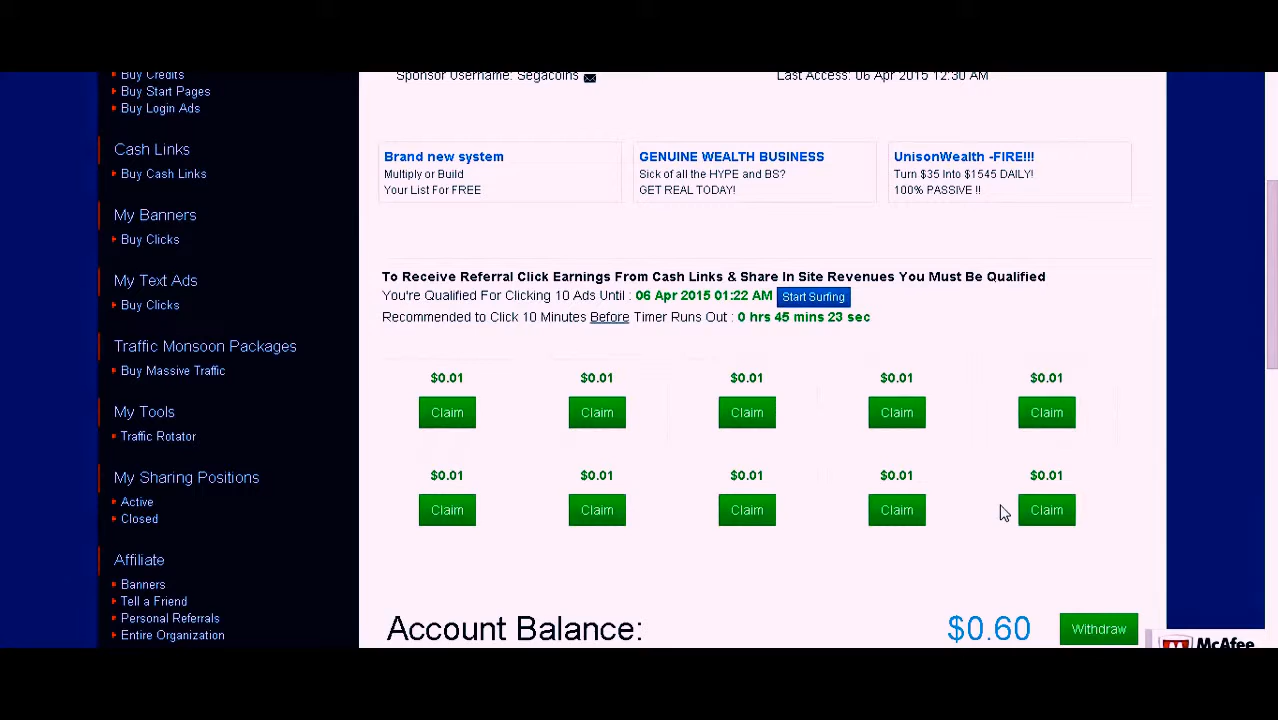 Buy Credits
Buy Start Pages
Buy Login Ads
Cash Links
Buy Cash Links
My Banners
Buy Clicks
My Text Ads
Buy Clicks
Traffic Monsoon Packages
Buy Massive Traffic
My Tools
Traffic Rotator
My Sharing Positions
Active
Closed
Affiliate
Banners
Tell a Friend
Personal Referrals
Entire Organization
Sponsor Username: Segacoins
Last Access: 06 Apr 2015 12:30 AM
Brand new system
Multiply or Build
Your List For FREE
GENUINE WEALTH BUSINESS
Sick of all the HYPE and BS?
GET REAL TODAY!
UnisonWealth -FIRE!!!
Turn $35 Into $1545 DAILY!
100% PASSIVE !!
To Receive Referral Click Earnings From Cash Links & Share In Site Revenues You Must Be Qualified
You're Qualified For Clicking 10 Ads Until : 06 Apr 2015 01:22 AM Start Surfing
Recommended to Click 10 Minutes Before Timer Runs Out : 0 hrs 45 mins 23 sec
$0.01 $0.01 $0.01 $0.01 $0.01
Claim Claim Claim Claim Claim
$0.01 $0.01 $0.01 $0.01 $0.01
Claim Claim Claim Claim Claim
Account Balance: $0.60 Withdraw
McAfee